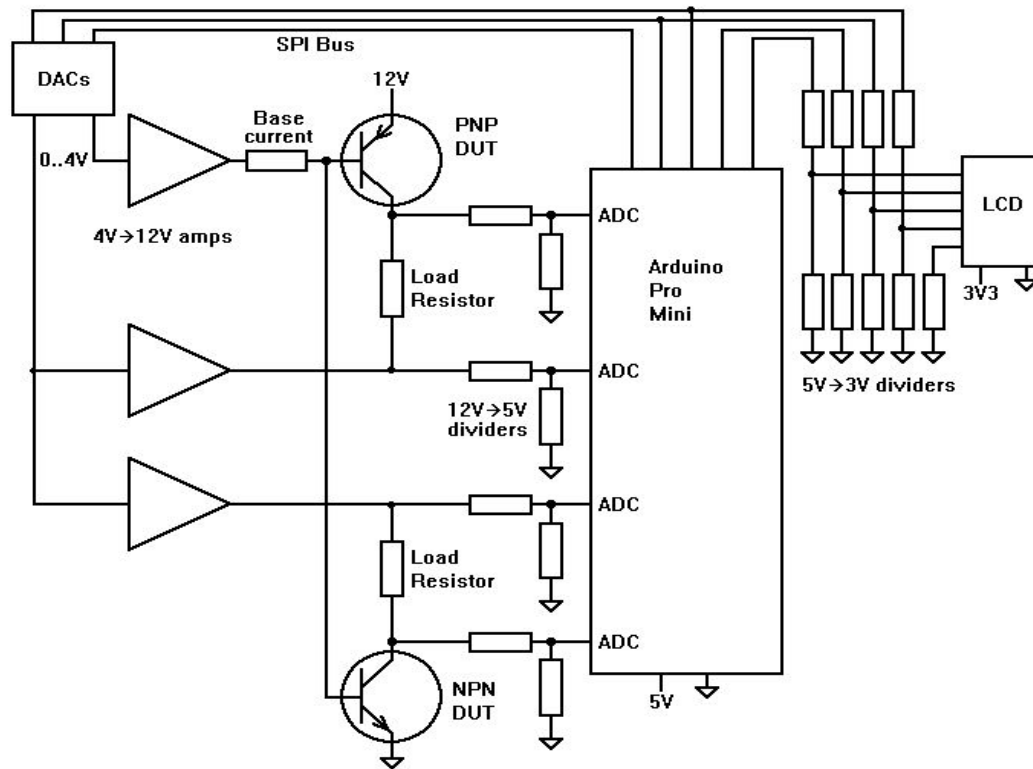 SPI Bus
DACs
12V
Base
current
PNP
DUT
0..4V
LCD
ADC
4V→12V amps
Arduino
Pro
Mini
Load
Resistor
3V3
ADC
5V→3V dividers
12V→5V
dividers
ADC
Load
Resistor
ADC
NPN
DUT
5V